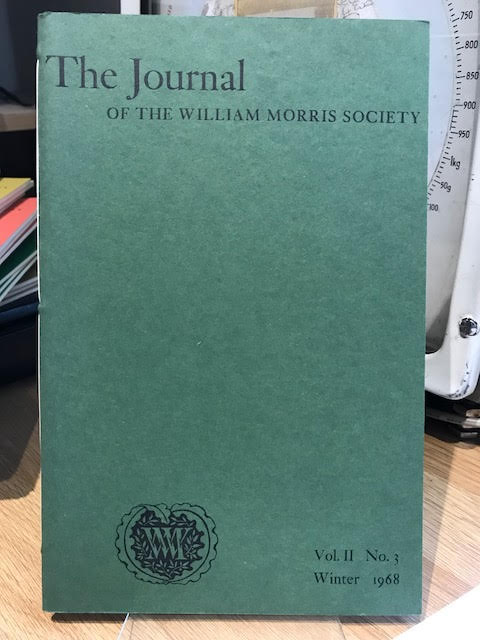 The Journal
OF THE WILLIAM MORRIS SOCIETY
Vol. II No. 3
Winter 1968
750
800
850
900
950
1kg
50g
100